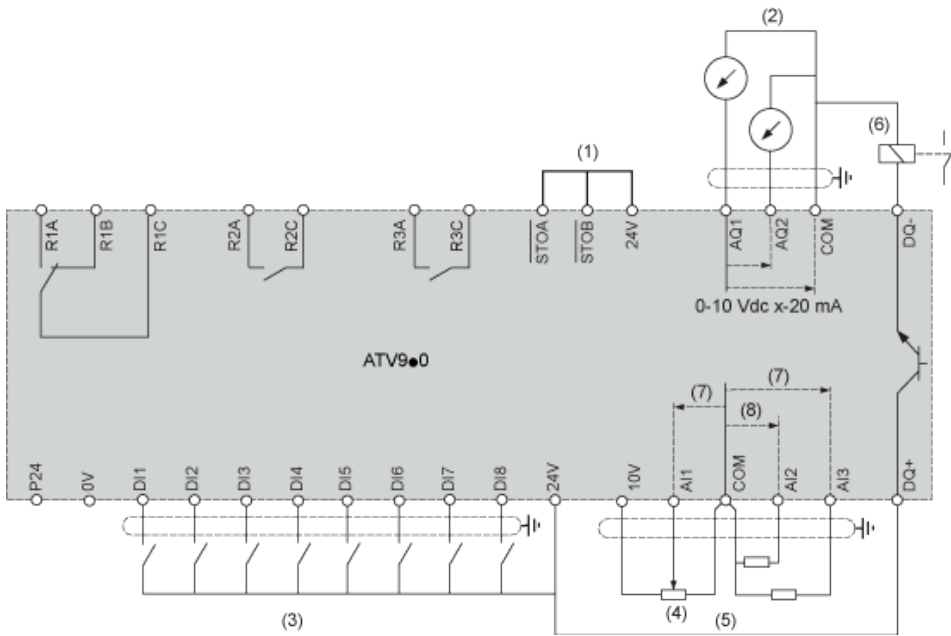 (2)
(6)
(1)
R1A R1B R1C R2A R2C R3A R3C STOA STOB 24V AQ1 AQ2 COM DQ-
0-10 Vdc x-20 mA
ATV9●0
(7) (7)
(8)
P24 0V DI1 DI2 DI3 DI4 DI5 DI6 DI7 DI8 24V 10V AI1 COM AI2 AI3 DQ+
(3) (4) (5)